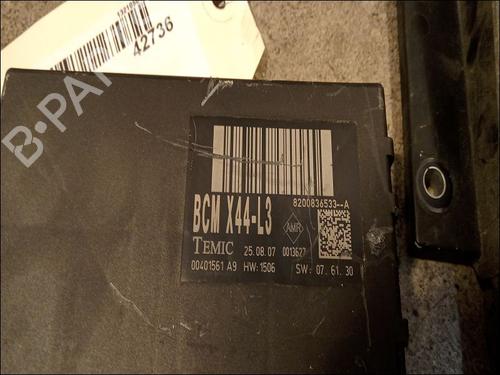 42736
B-PA
8200836533--A
BCM X44-L3
AMR
TEMIC 25.08.07 0013627
00401561 A9 HW:1506 SW: 07.61.30